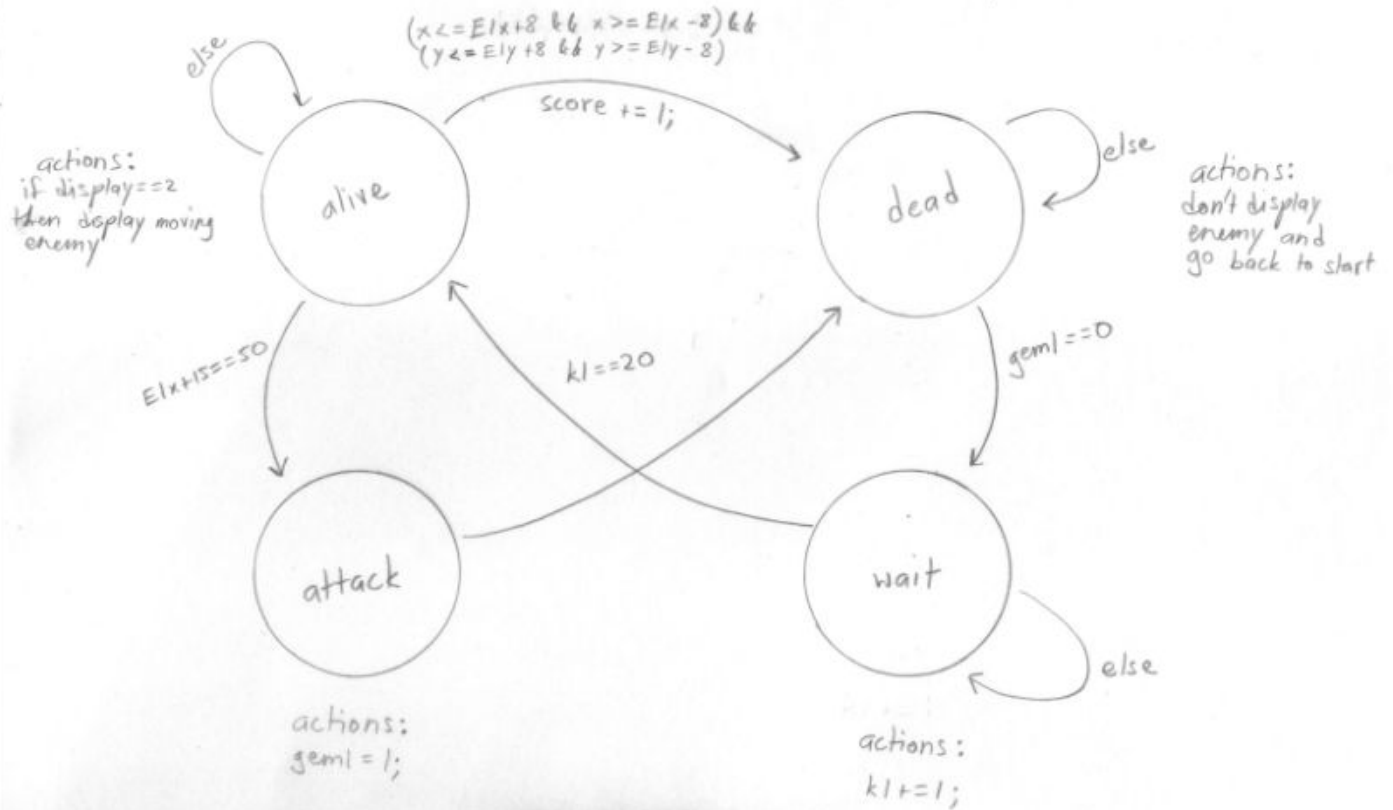 (x<=E1x+8 && x>=E1x-8) &&
(y<=E1y+8 && y>=E1y-8)
score += 1;
else
actions:
if display==2
then display moving
enemy
alive
dead
else
actions:
don't display
enemy and
go back to start
E1x+15==50
k1==20
gem1==0
attack
wait
else
actions:
gem1 = 1;
actions:
k1+=1;